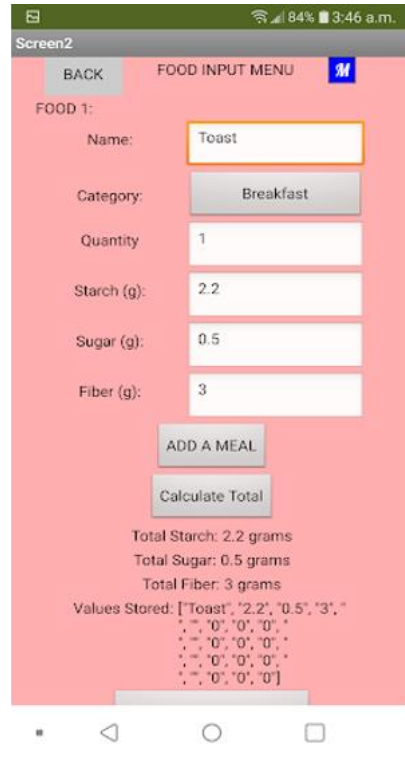 84% 3:46 a.m.
Screen2
BACK FOOD INPUT MENU M
FOOD 1:
Name: Toast
Category: Breakfast
Quantity 1
Starch (g): 2.2
Sugar (g): 0.5
Fiber (g): 3
ADD A MEAL
Calculate Total
Total Starch: 2.2 grams
Total Sugar: 0.5 grams
Total Fiber: 3 grams
Values Stored: ["Toast", "2.2", "0.5", "3", "
", "", "0", "0", "0", "
", "", "0", "0", "0", "
", "", "0", "0", "0", "
", "", "0", "0", "0"]